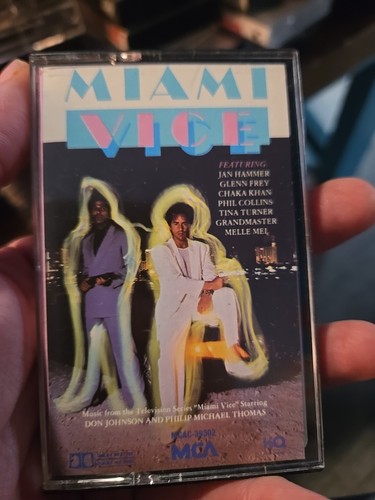 MIAMI
VICE
FEATURING
JAN HAMMER
GLENN FREY
CHAKA KHAN
PHIL COLLINS
TINA TURNER
GRANDMASTER
MELLE MEL
Music from the Television Series "Miami Vice" Starring
DON JOHNSON AND PHILIP MICHAEL THOMAS
MCA
HQ